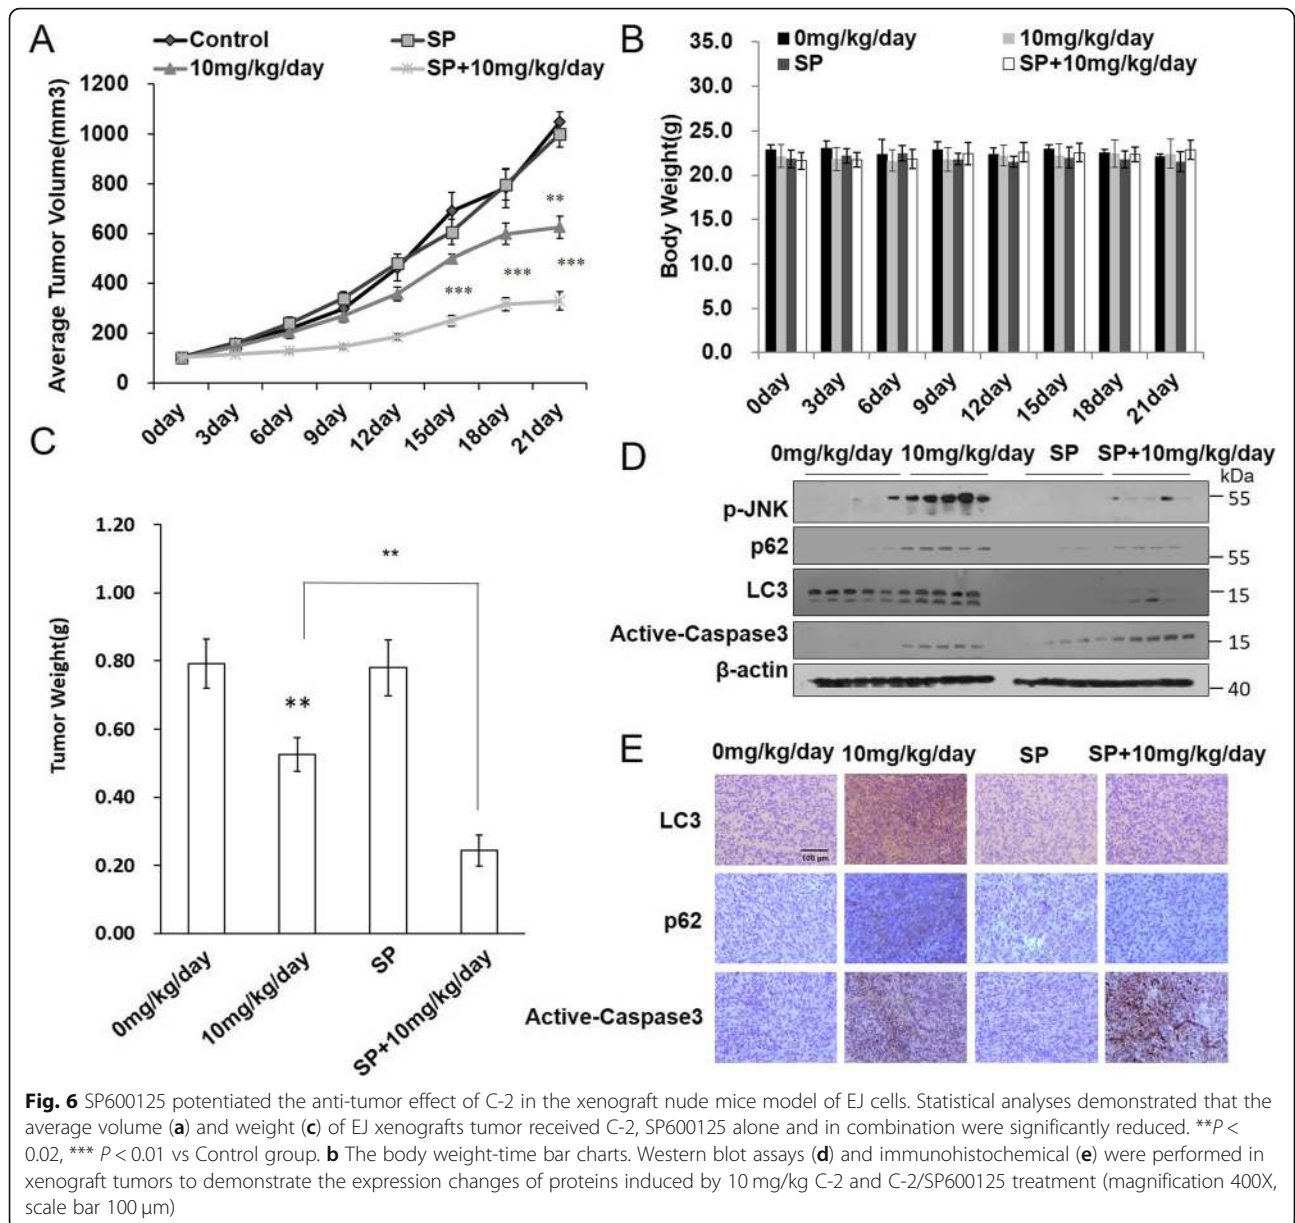 A
Control
SP
10mg/kg/day
SP+10mg/kg/day
Average Tumor Volume(mm3)
1200
1000
800
600
400
200
0
**
***
***
***
0day
3day
6day
9day
12day
15day
18day
21day
B
0mg/kg/day
10mg/kg/day
SP
SP+10mg/kg/day
Body Weight(g)
35.0
30.0
25.0
20.0
15.0
10.0
5.0
0.0
0day
3day
6day
9day
12day
15day
18day
21day
C
Tumor Weight(g)
1.20
1.00
0.80
0.60
0.40
0.20
0.00
**
**
0mg/kg/day
10mg/kg/day
SP
SP+10mg/kg/day
D
0mg/kg/day 10mg/kg/day SP SP+10mg/kg/day
kDa
p-JNK
55
p62
55
LC3
15
Active-Caspase3
15
β-actin
40
E
0mg/kg/day 10mg/kg/day SP SP+10mg/kg/day
LC3
100 μm
p62
Active-Caspase3
Fig. 6 SP600125 potentiated the anti-tumor effect of C-2 in the xenograft nude mice model of EJ cells. Statistical analyses demonstrated that the
average volume (a) and weight (c) of EJ xenografts tumor received C-2, SP600125 alone and in combination were significantly reduced. **P <
0.02, *** P < 0.01 vs Control group. b The body weight-time bar charts. Western blot assays (d) and immunohistochemical (e) were performed in
xenograft tumors to demonstrate the expression changes of proteins induced by 10 mg/kg C-2 and C-2/SP600125 treatment (magnification 400X,
scale bar 100 μm)